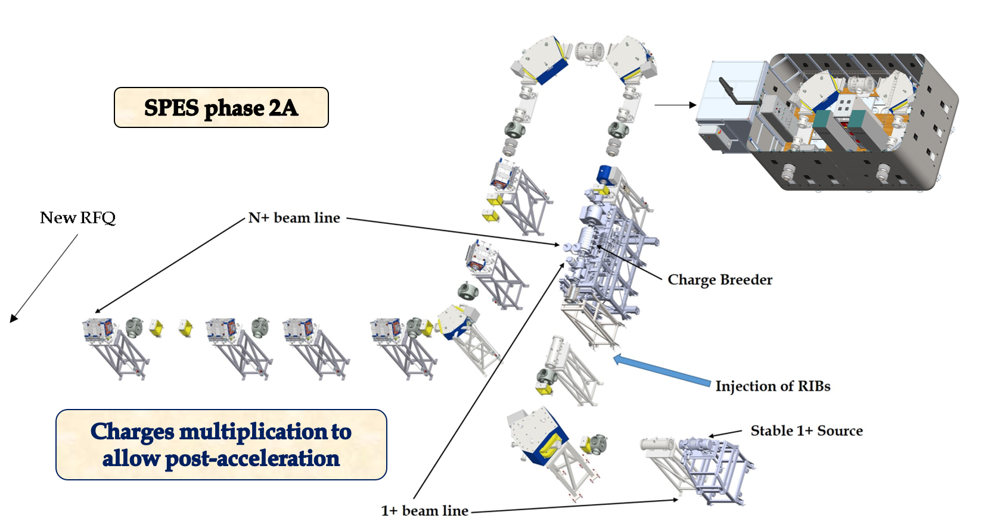 SPES phase 2A
New RFQ
N+ beam line
Charge Breeder
Injection of RIBs
Stable 1+ Source
Charges multiplication to
allow post-acceleration
1+ beam line